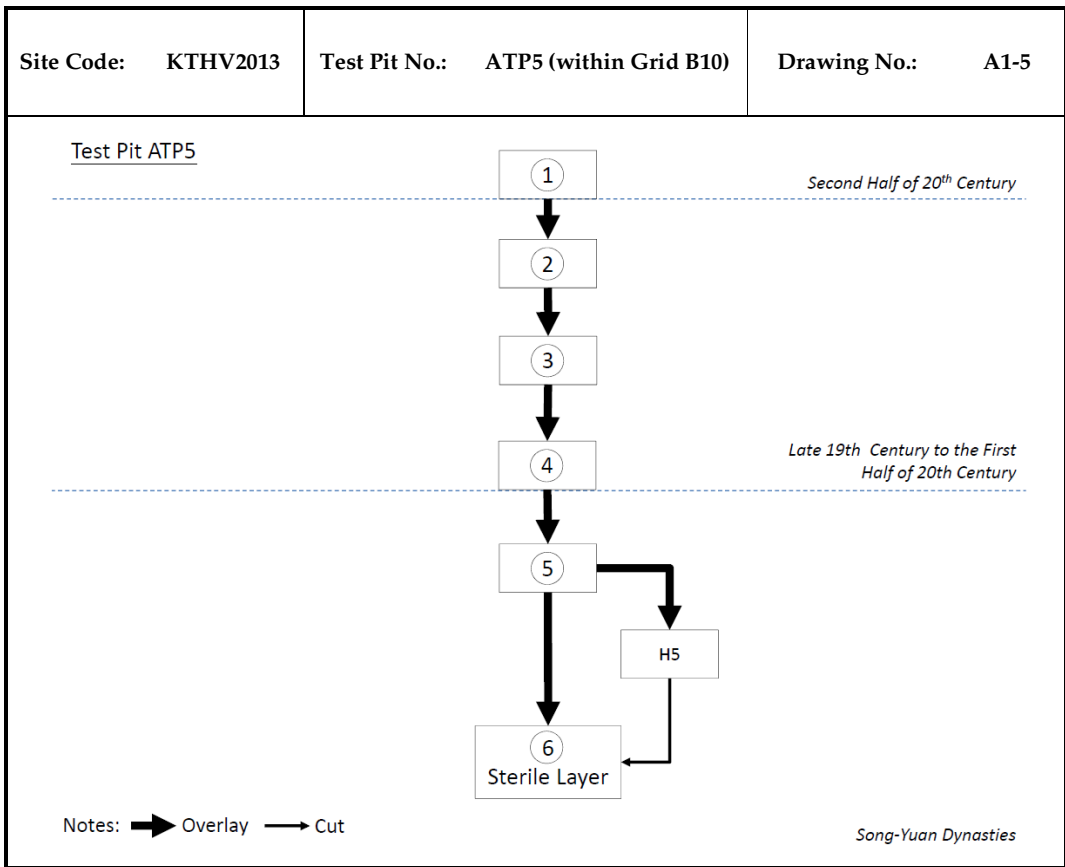 Site Code: KTHV2013 Test Pit No.: ATP5 (within Grid B10) Drawing No.: A1-5
Test Pit ATP5
1
Second Half of 20th Century
2
3
4
Late 19th Century to the First
Half of 20th Century
5
H5
6
Sterile Layer
Notes: Overlay Cut
Song-Yuan Dynasties